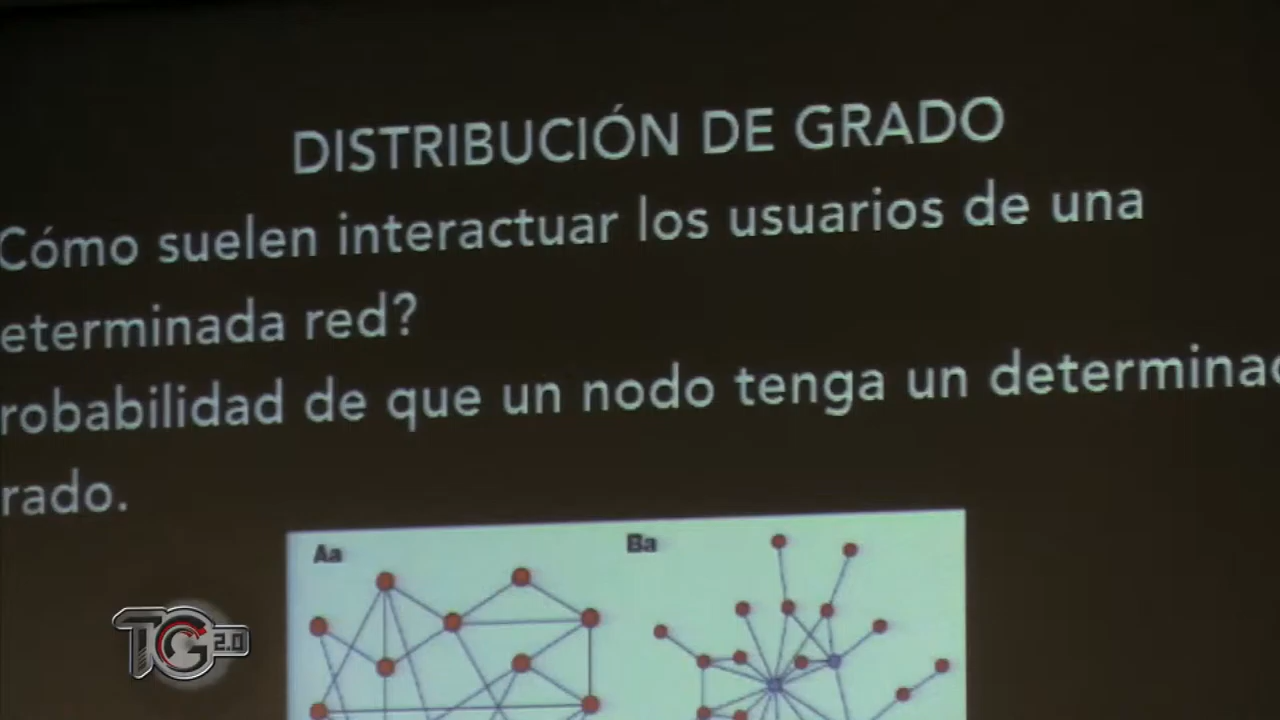 DISTRIBUCIÓN DE GRADO
Cómo suelen interactuar los usuarios de una
eterminada red?
robabilidad de que un nodo tenga un determinad
rado.
Aa
Ba
TG 2.0